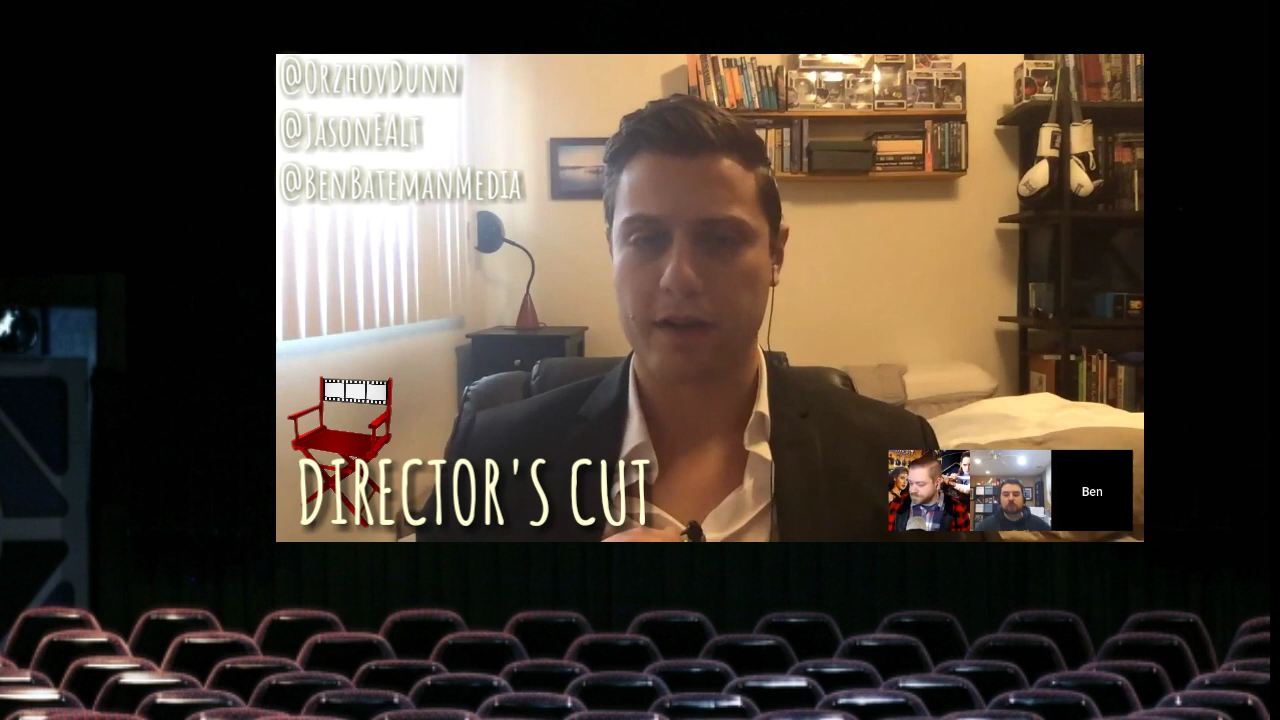 @OrzhovDunn
@JasonEAlt
@BenBatemanMedia
DIRECTOR'S CUT
Ben